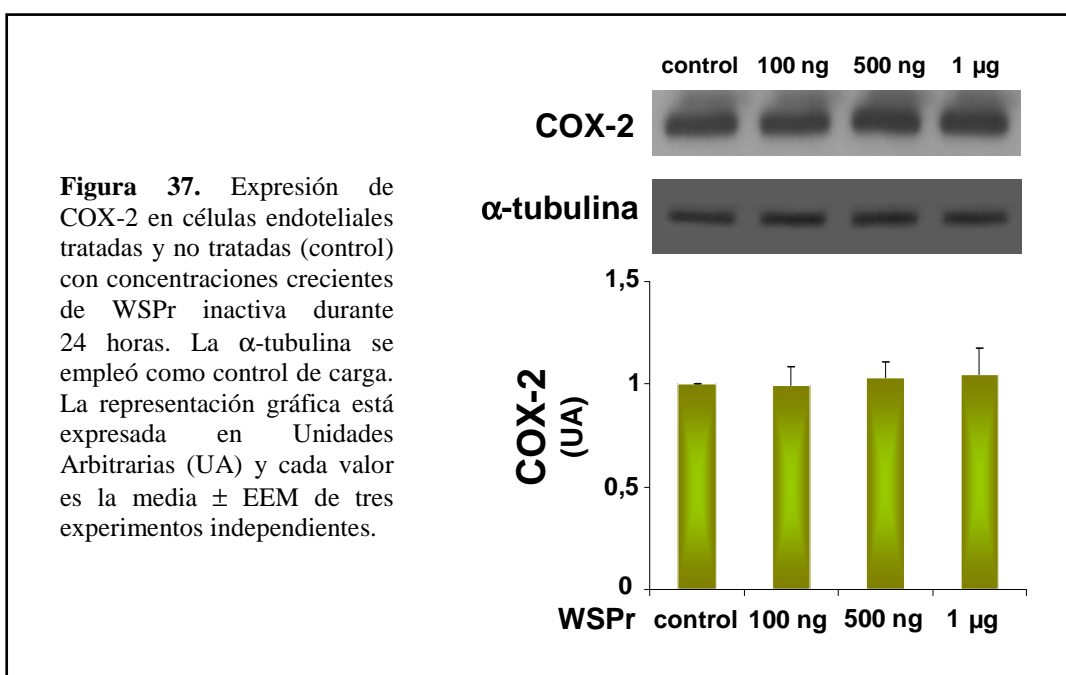 Figura 37. Expresión de
COX-2 en células endoteliales
tratadas y no tratadas (control)
con concentraciones crecientes
de WSPr inactiva durante
24 horas. La α-tubulina se
empleó como control de carga.
La representación gráfica está
expresada en Unidades
Arbitrarias (UA) y cada valor
es la media ± EEM de tres
experimentos independientes.
control 100 ng 500 ng 1 µg
COX-2
α-tubulina
1,5
1
0,5
0
COX-2
(UA)
WSPr control 100 ng 500 ng 1 µg